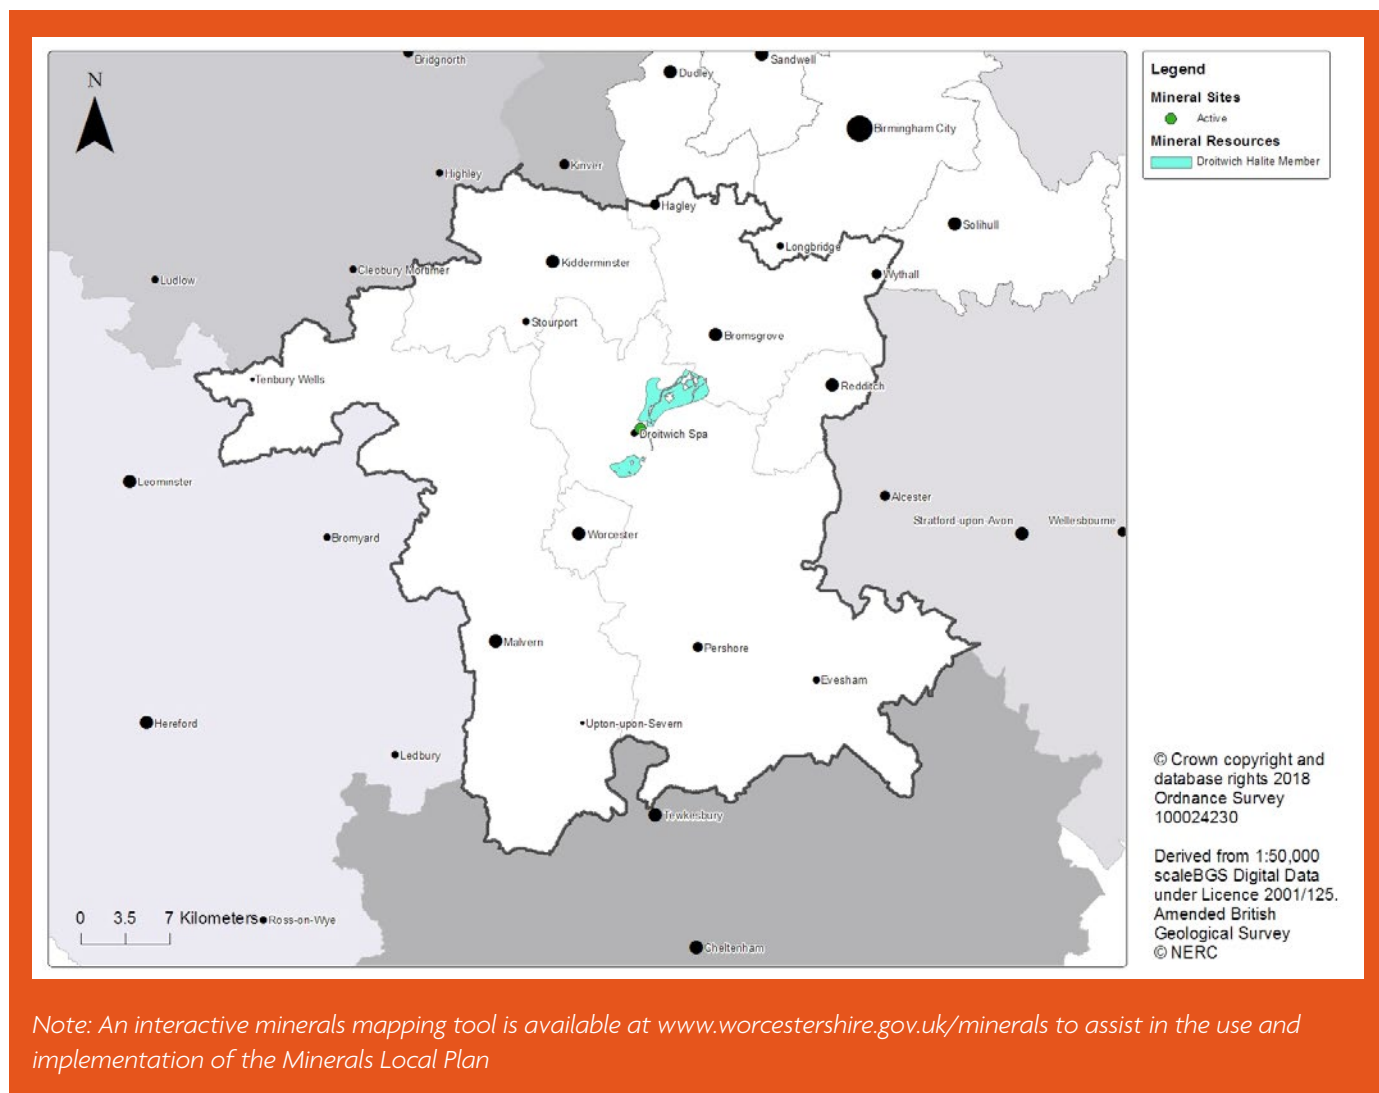 Bridgnorth
Sandwell
Dudley
N
Birmingham City
Kinver
Highley
Hagley
Solihull
Longbridge
Kidderminster
Cleobury Mortimer
Wythall
Ludlow
Stourport
Bromsgrove
Tenbury Wells
Redditch
Droitwich Spa
Leominster
Alcester
Stratford-upon-Avon
Wellesbourne
Worcester
Bromyard
Malvern
Pershore
Evesham
Hereford
Upton-upon-Severn
Ledbury
Tewkesbury
0 3.5 7 Kilometers
Ross-on-Wye
Cheltenham
Legend
Mineral Sites
Active
Mineral Resources
Droitwich Halite Member
© Crown copyright and
database rights 2018
Ordnance Survey
100024230
Derived from 1:50,000
scaleBGS Digital Data
under Licence 2001/125.
Amended British
Geological Survey
© NERC
Note: An interactive minerals mapping tool is available at www.worcestershire.gov.uk/minerals to assist in the use and
implementation of the Minerals Local Plan